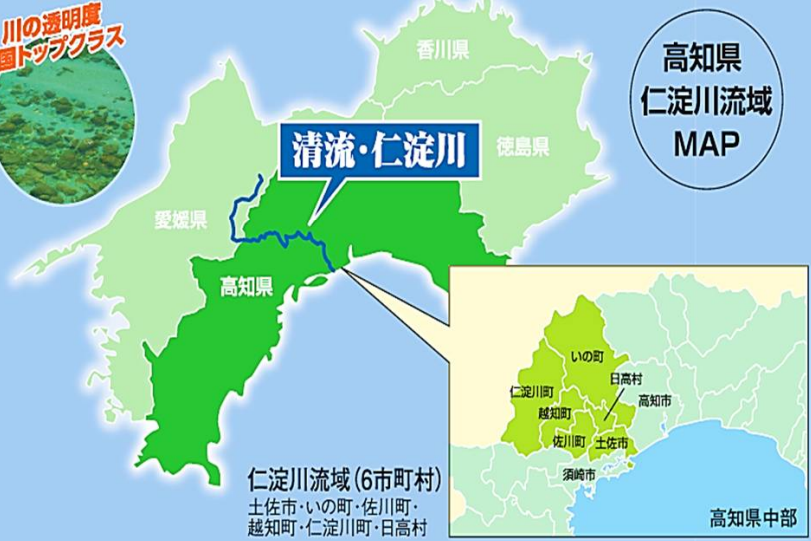 川の透明度
国トップクラス
香川県
高知県
仁淀川流域
MAP
清流・仁淀川
徳島県
愛媛県
高知県
いの町
日高村
仁淀川町
高知市
越知町
佐川町
土佐市
須崎市
仁淀川流域(6市町村)
土佐市・いの町・佐川町・
越知町・仁淀川町・日高村
高知県中部